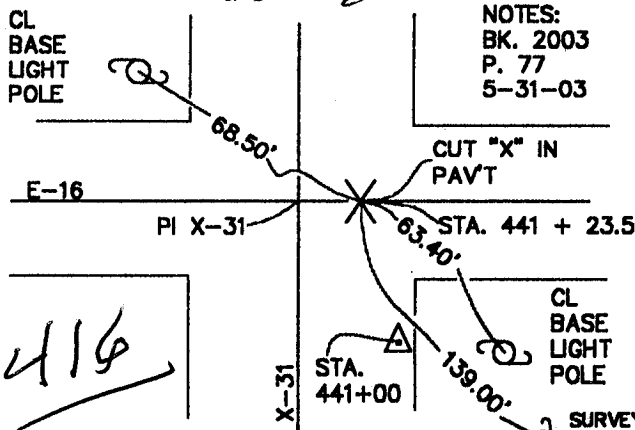 CL
BASE
LIGHT
POLE
NOTES:
BK. 2003
P. 77
5-31-03
68.50'
CUT "X" IN
PAV'T
E-16
PI X-31
STA. 441 + 23.5
63.40'
CL
BASE
LIGHT
POLE
STA.
441+00
X-31
139.00'
416
SURVEY